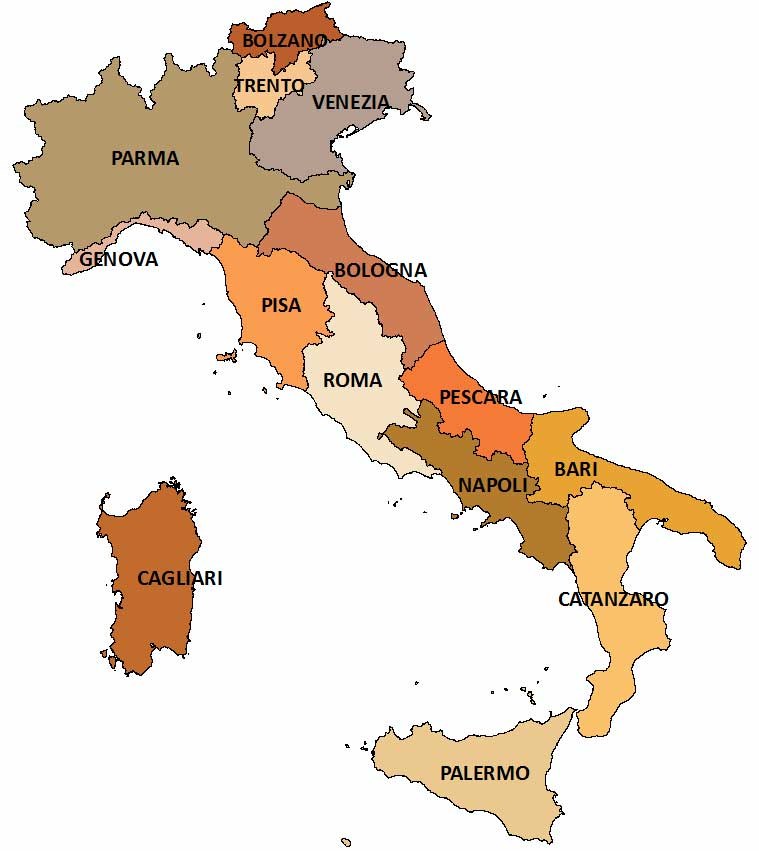 BOLZANO
TRENTO
VENEZIA
PARMA
GENOVA
BOLOGNA
PISA
ROMA
PESCARA
BARI
NAPOLI
CAGLIARI
CATANZARO
PALERMO